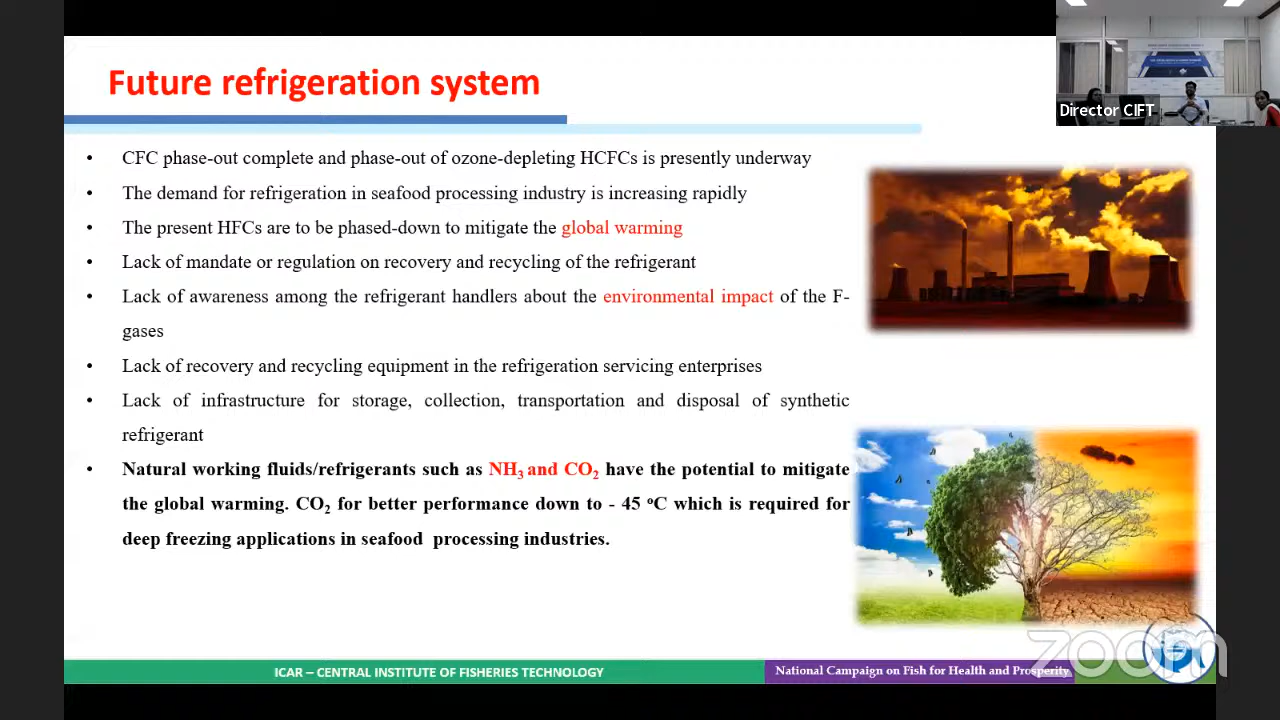 Future refrigeration system
Director CIFT
• CFC phase-out complete and phase-out of ozone-depleting HCFCs is presently underway
• The demand for refrigeration in seafood processing industry is increasing rapidly
• The present HFCs are to be phased-down to mitigate the global warming
• Lack of mandate or regulation on recovery and recycling of the refrigerant
• Lack of awareness among the refrigerant handlers about the environmental impact of the F-
gases
• Lack of recovery and recycling equipment in the refrigeration servicing enterprises
• Lack of infrastructure for storage, collection, transportation and disposal of synthetic
refrigerant
• Natural working fluids/refrigerants such as NH₃ and CO₂ have the potential to mitigate
the global warming. CO₂ for better performance down to - 45 ºC which is required for
deep freezing applications in seafood processing industries.
zoom
ICAR – CENTRAL INSTITUTE OF FISHERIES TECHNOLOGY
National Campaign on Fish for Health and Prosperity